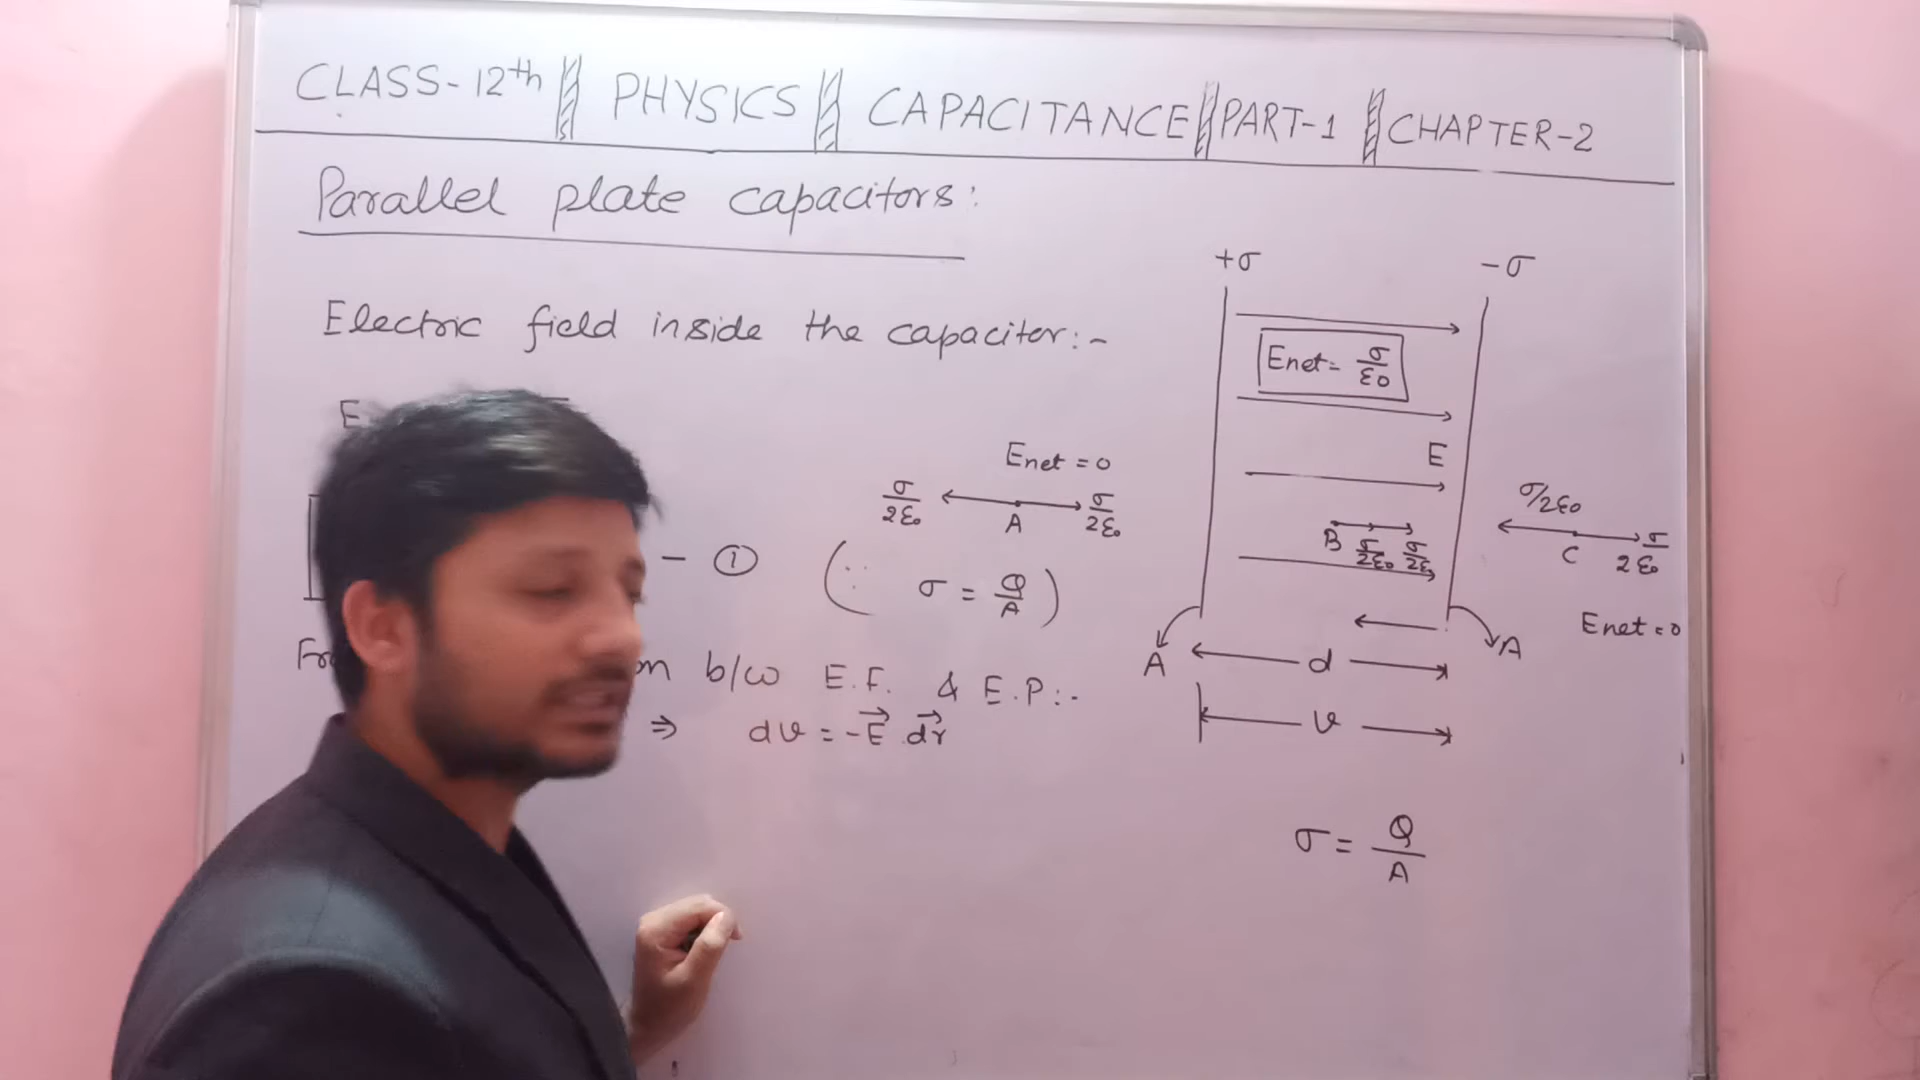 CLASS-12th || PHYSICS || CAPACITANCE || PART-1 || CHAPTER-2
Parallel plate capacitors:
Electric field inside the capacitor:-
E
- ① (∵ σ = Q/A)
b/w E.F. & E.P:-
⇒ dv = -E⃗ . dr⃗
Enet = 0
σ/2ε₀ A σ/2ε₀
+σ -σ
Enet = σ/ε0
E
B σ/2ε₀ σ/2ε₀
σ/2ε₀ C σ/2ε₀
Enet = 0
A d A
v
σ = Q/A